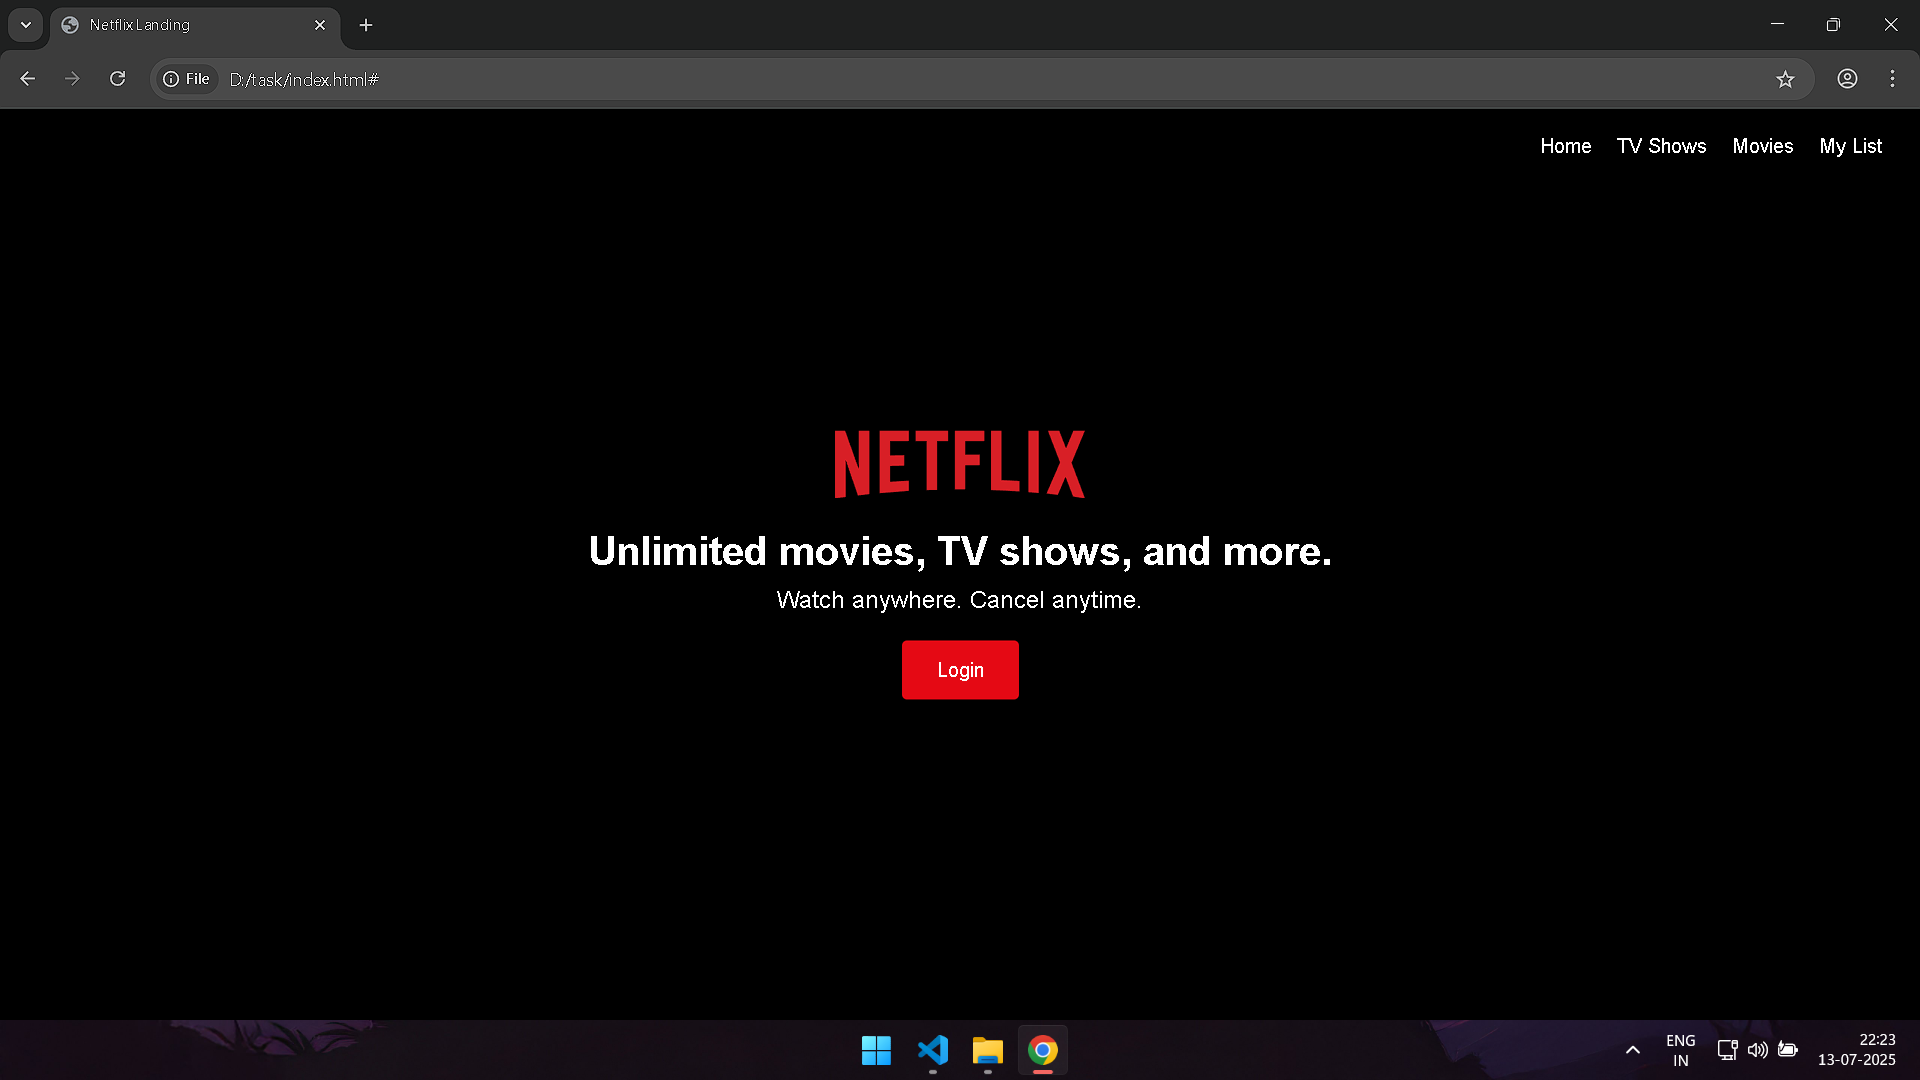 Netflix Landing
File D:/task/index.html#
Home TV Shows Movies My List
NETFLIX
Unlimited movies, TV shows, and more.
Watch anywhere. Cancel anytime.
Login
ENG
IN
22:23
13-07-2025